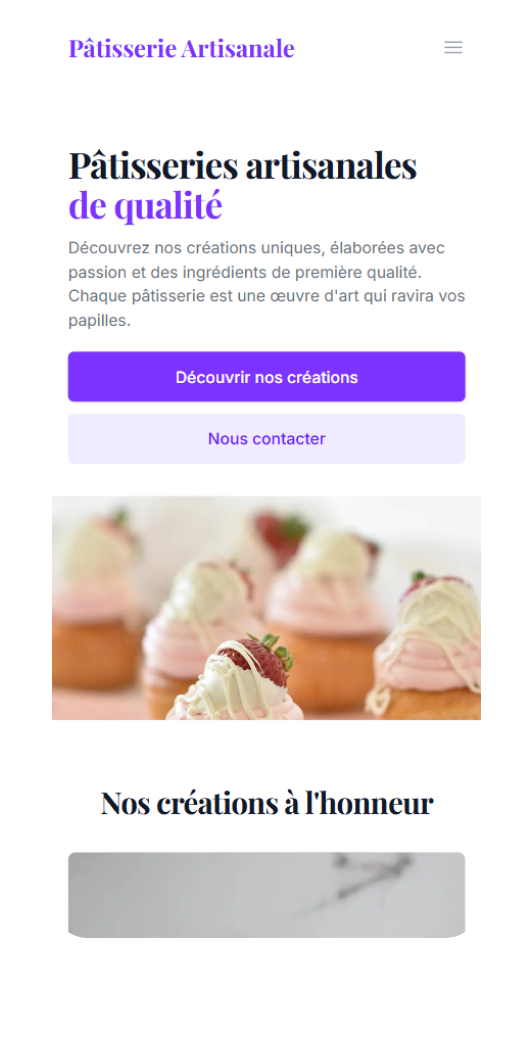 Pâtisserie Artisanale
Pâtisseries artisanales
de qualité
Découvrez nos créations uniques, élaborées avec
passion et des ingrédients de première qualité.
Chaque pâtisserie est une œuvre d'art qui ravira vos
papilles.
Découvrir nos créations
Nous contacter
Nos créations à l'honneur